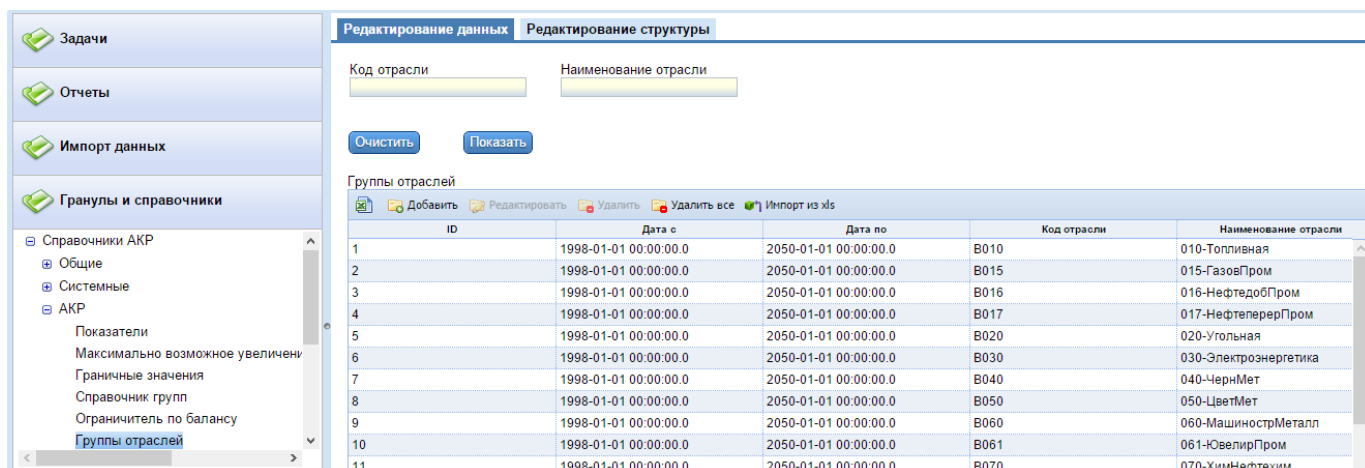 Задачи
Отчеты
Импорт данных
Гранулы и справочники
Справочники АКР
Общие
Системные
АКР
Показатели
Максимально возможное увеличени
Граничные значения
Справочник групп
Ограничитель по балансу
Группы отраслей
Редактирование данных Редактирование структуры
Код отрасли Наименование отрасли
Очистить Показать
Группы отраслей
Добавить Редактировать Удалить Удалить все Импорт из xls
ID Дата с Дата по Код отрасли Наименование отрасли
1 1998-01-01 00:00:00.0 2050-01-01 00:00:00.0 B010 010-Топливная
2 1998-01-01 00:00:00.0 2050-01-01 00:00:00.0 B015 015-ГазовПром
3 1998-01-01 00:00:00.0 2050-01-01 00:00:00.0 B016 016-НефтедобПром
4 1998-01-01 00:00:00.0 2050-01-01 00:00:00.0 B017 017-НефтеперерПром
5 1998-01-01 00:00:00.0 2050-01-01 00:00:00.0 B020 020-Угольная
6 1998-01-01 00:00:00.0 2050-01-01 00:00:00.0 B030 030-Электроэнергетика
7 1998-01-01 00:00:00.0 2050-01-01 00:00:00.0 B040 040-ЧернМет
8 1998-01-01 00:00:00.0 2050-01-01 00:00:00.0 B050 050-ЦветМет
9 1998-01-01 00:00:00.0 2050-01-01 00:00:00.0 B060 060-МашинострМеталл
10 1998-01-01 00:00:00.0 2050-01-01 00:00:00.0 B061 061-ЮвелирПром
11 1998-01-01 00:00:00.0 2050-01-01 00:00:00.0 B070 070-ХимНефтехим